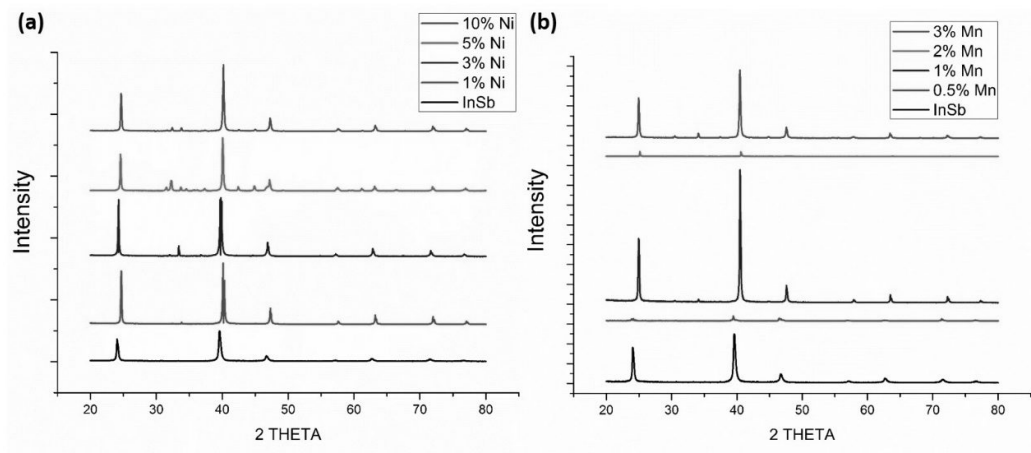 (a)
10% Ni
5% Ni
3% Ni
1% Ni
InSb
Intensity
20 30 40 50 60 70 80
2 THETA
(b)
3% Mn
2% Mn
1% Mn
0.5% Mn
InSb
Intensity
20 30 40 50 60 70 80
2 THETA